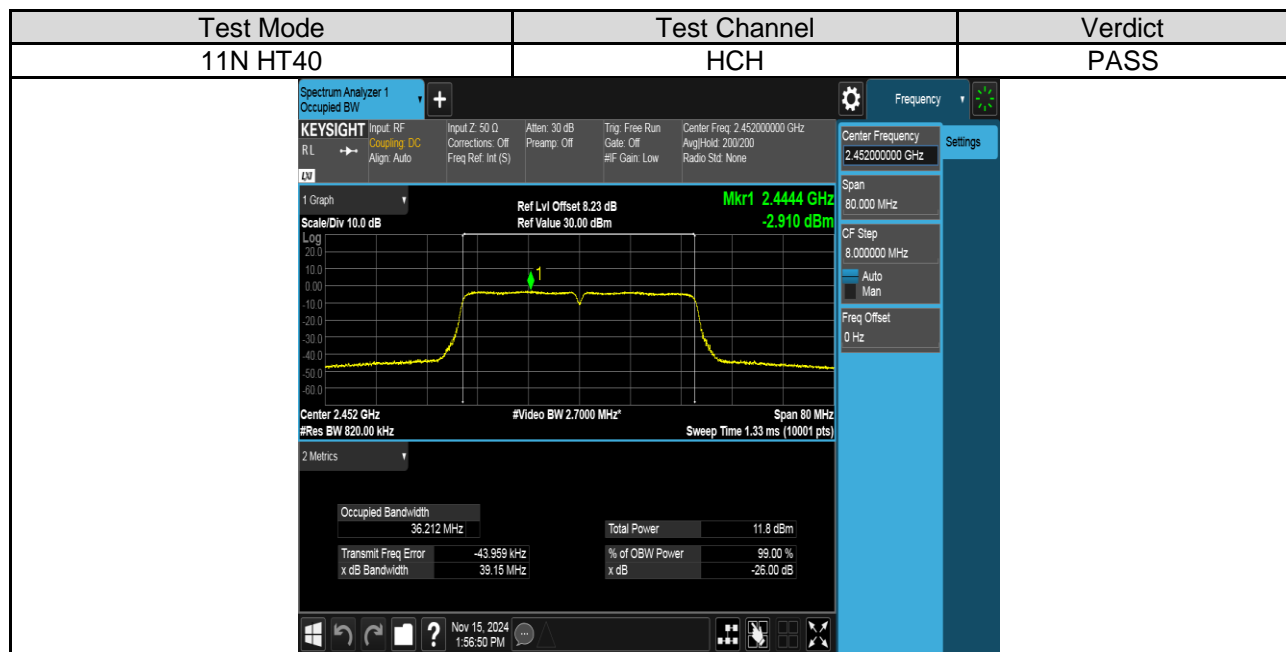 Test Mode Test Channel Verdict
11N HT40 HCH PASS
Spectrum Analyzer 1
Occupied BW
+
Frequency
KEYSIGHT Input: RF Input Z: 50 Ω Atten: 30 dB Trig: Free Run Center Freq: 2.452000000 GHz
RL Coupling: DC Corrections: Off Preamp: Off Gate: Off Avg|Hold: 200/200
Align: Auto Freq Ref: Int (S) #IF Gain: Low Radio Std: None
LXI
Center Frequency
2.452000000 GHz
Settings
Span
80.000 MHz
CF Step
8.000000 MHz
Auto
Man
Freq Offset
0 Hz
1 Graph
Ref Lvl Offset 8.23 dB
Mkr1 2.4444 GHz
Scale/Div 10.0 dB
Ref Value 30.00 dBm
-2.910 dBm
Log
20.0
10.0
0.00
-10.0
-20.0
-30.0
-40.0
-50.0
-60.0
1
Center 2.452 GHz #Video BW 2.7000 MHz* Span 80 MHz
#Res BW 820.00 kHz Sweep Time 1.33 ms (10001 pts)
2 Metrics
Occupied Bandwidth
36.212 MHz
Total Power 11.8 dBm
Transmit Freq Error -43.959 kHz
% of OBW Power 99.00 %
x dB Bandwidth 39.15 MHz
x dB -26.00 dB
?
Nov 15, 2024
1:56:50 PM